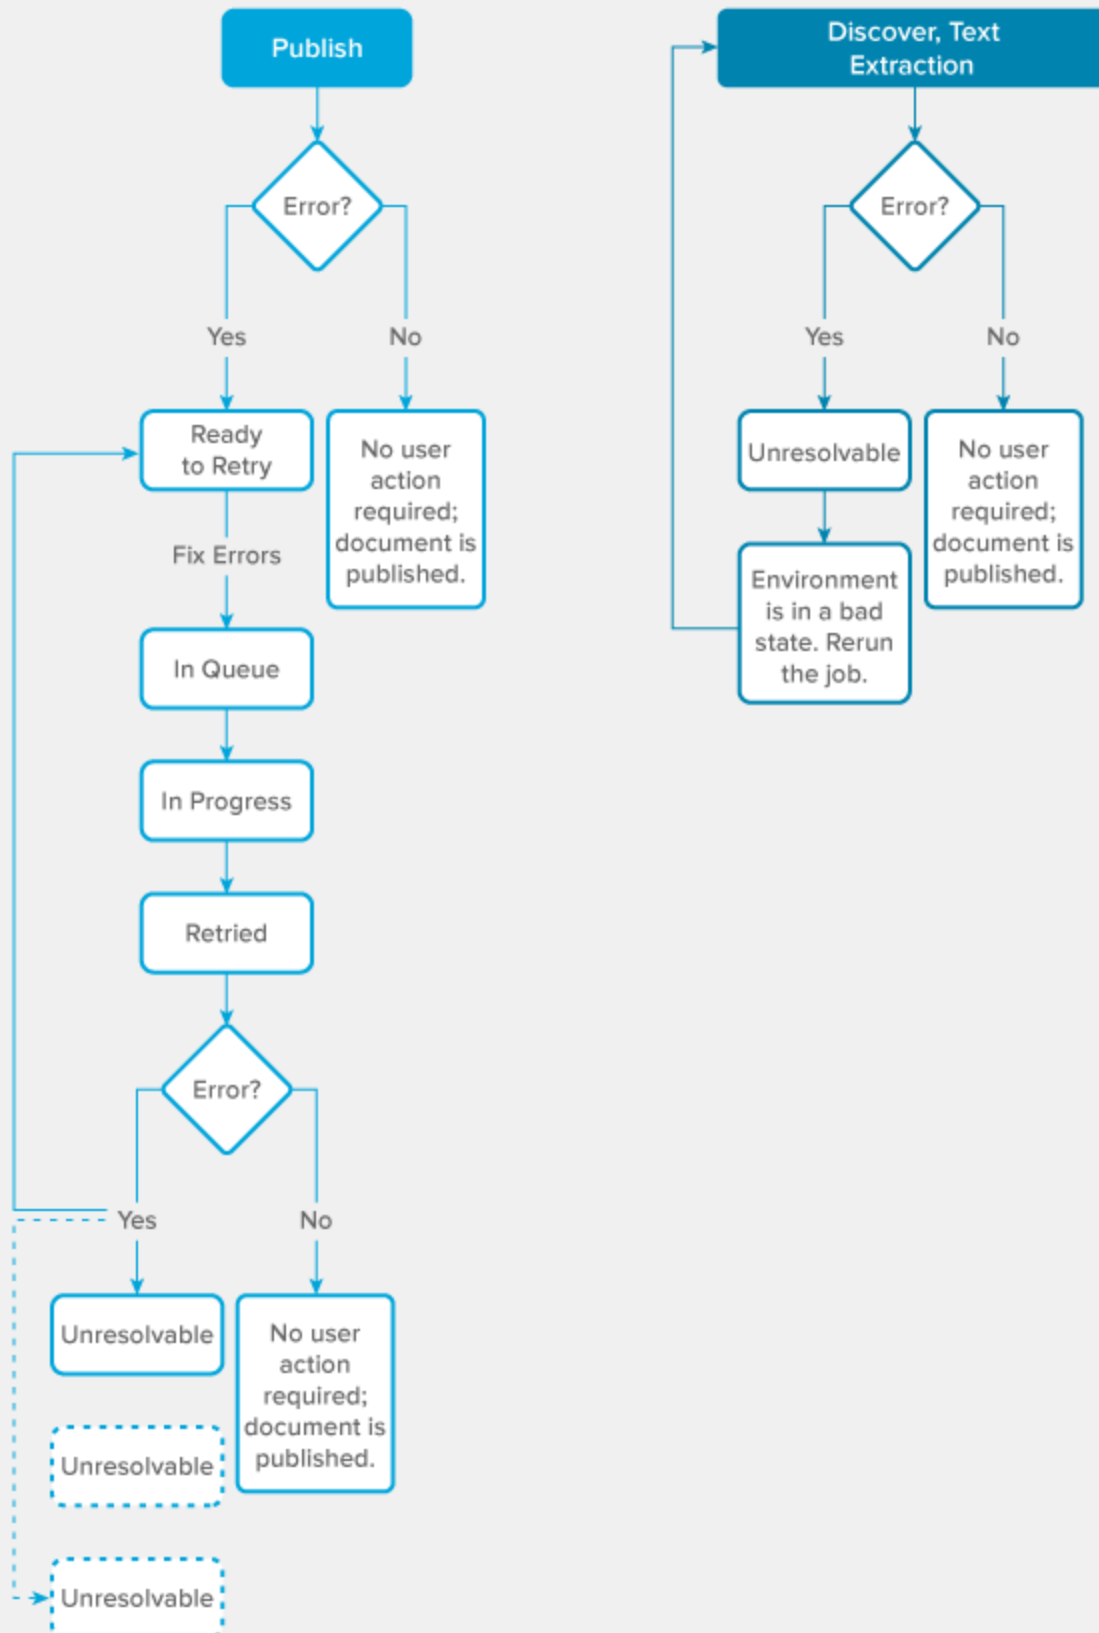 Publish
Error?
Yes
No
Ready
to Retry
No user
action
required;
document is
published.
Fix Errors
In Queue
In Progress
Retried
Error?
Yes
No
Unresolvable
No user
action
required;
document is
published.
Unresolvable
Unresolvable
Discover, Text
Extraction
Error?
Yes
No
Unresolvable
No user
action
required;
document is
published.
Environment
is in a bad
state. Rerun
the job.